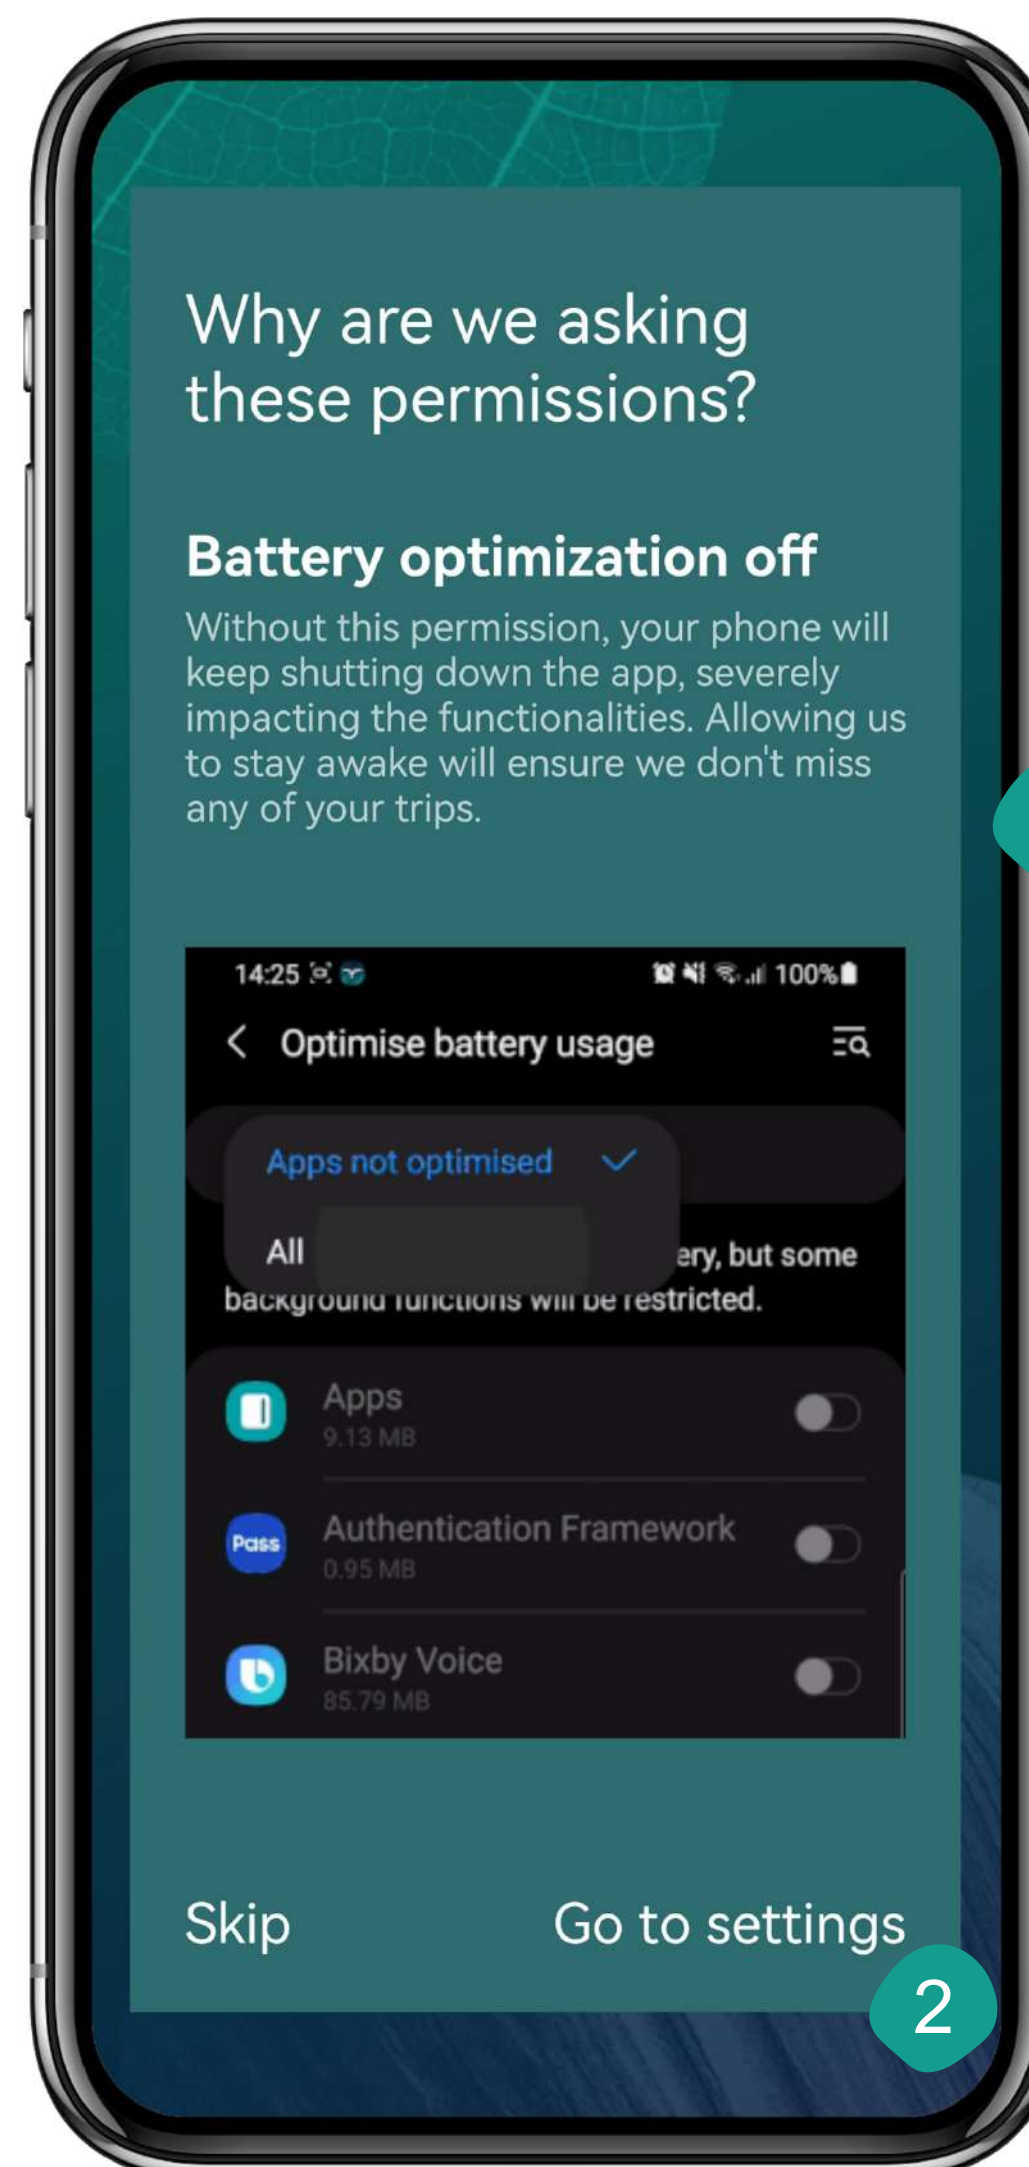 Why are we asking
these permissions?
Battery optimization off
Without this permission, your phone will
keep shutting down the app, severely
impacting the functionalities. Allowing us
to stay awake will ensure we don't miss
any of your trips.
14:25 100%
Optimise battery usage
Apps not optimised
All
ery, but some
background functions will be restricted.
Apps
9.13 MB
Pass
Authentication Framework
0.95 MB
Bixby Voice
85.79 MB
Skip Go to settings
2